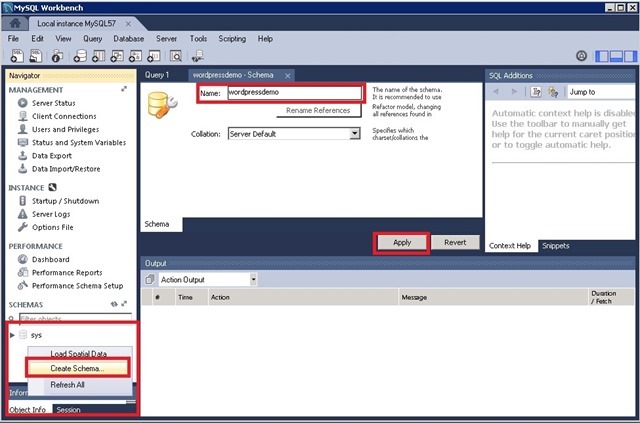 MySQL Workbench
Local instance MySQL57
File Edit View Query Database Server Tools Scripting Help
Navigator
MANAGEMENT
Server Status
Client Connections
Users and Privileges
Status and System Variables
Data Export
Data Import/Restore
INSTANCE
Startup / Shutdown
Server Logs
Options File
PERFORMANCE
Dashboard
Performance Reports
Performance Schema Setup
SCHEMAS
Filter objects
sys
Load Spatial Data
Create Schema...
Refresh All
Inform
Object Info Session
Query 1 wordpressdemo - Schema
Name: wordpressdemo
The name of the schema.
It is recommended to use
Rename References
Refactor model, changing
all references found in
Collation: Server Default
Specifies which
charset/collations the
Schema
Apply Revert
SQL Additions
Jump to
Automatic context help is disable
Use the toolbar to manually get
help for the current caret position
or to toggle automatic help.
Context Help Snippets
Output
Action Output
# Time Action Message Duration / Fetch